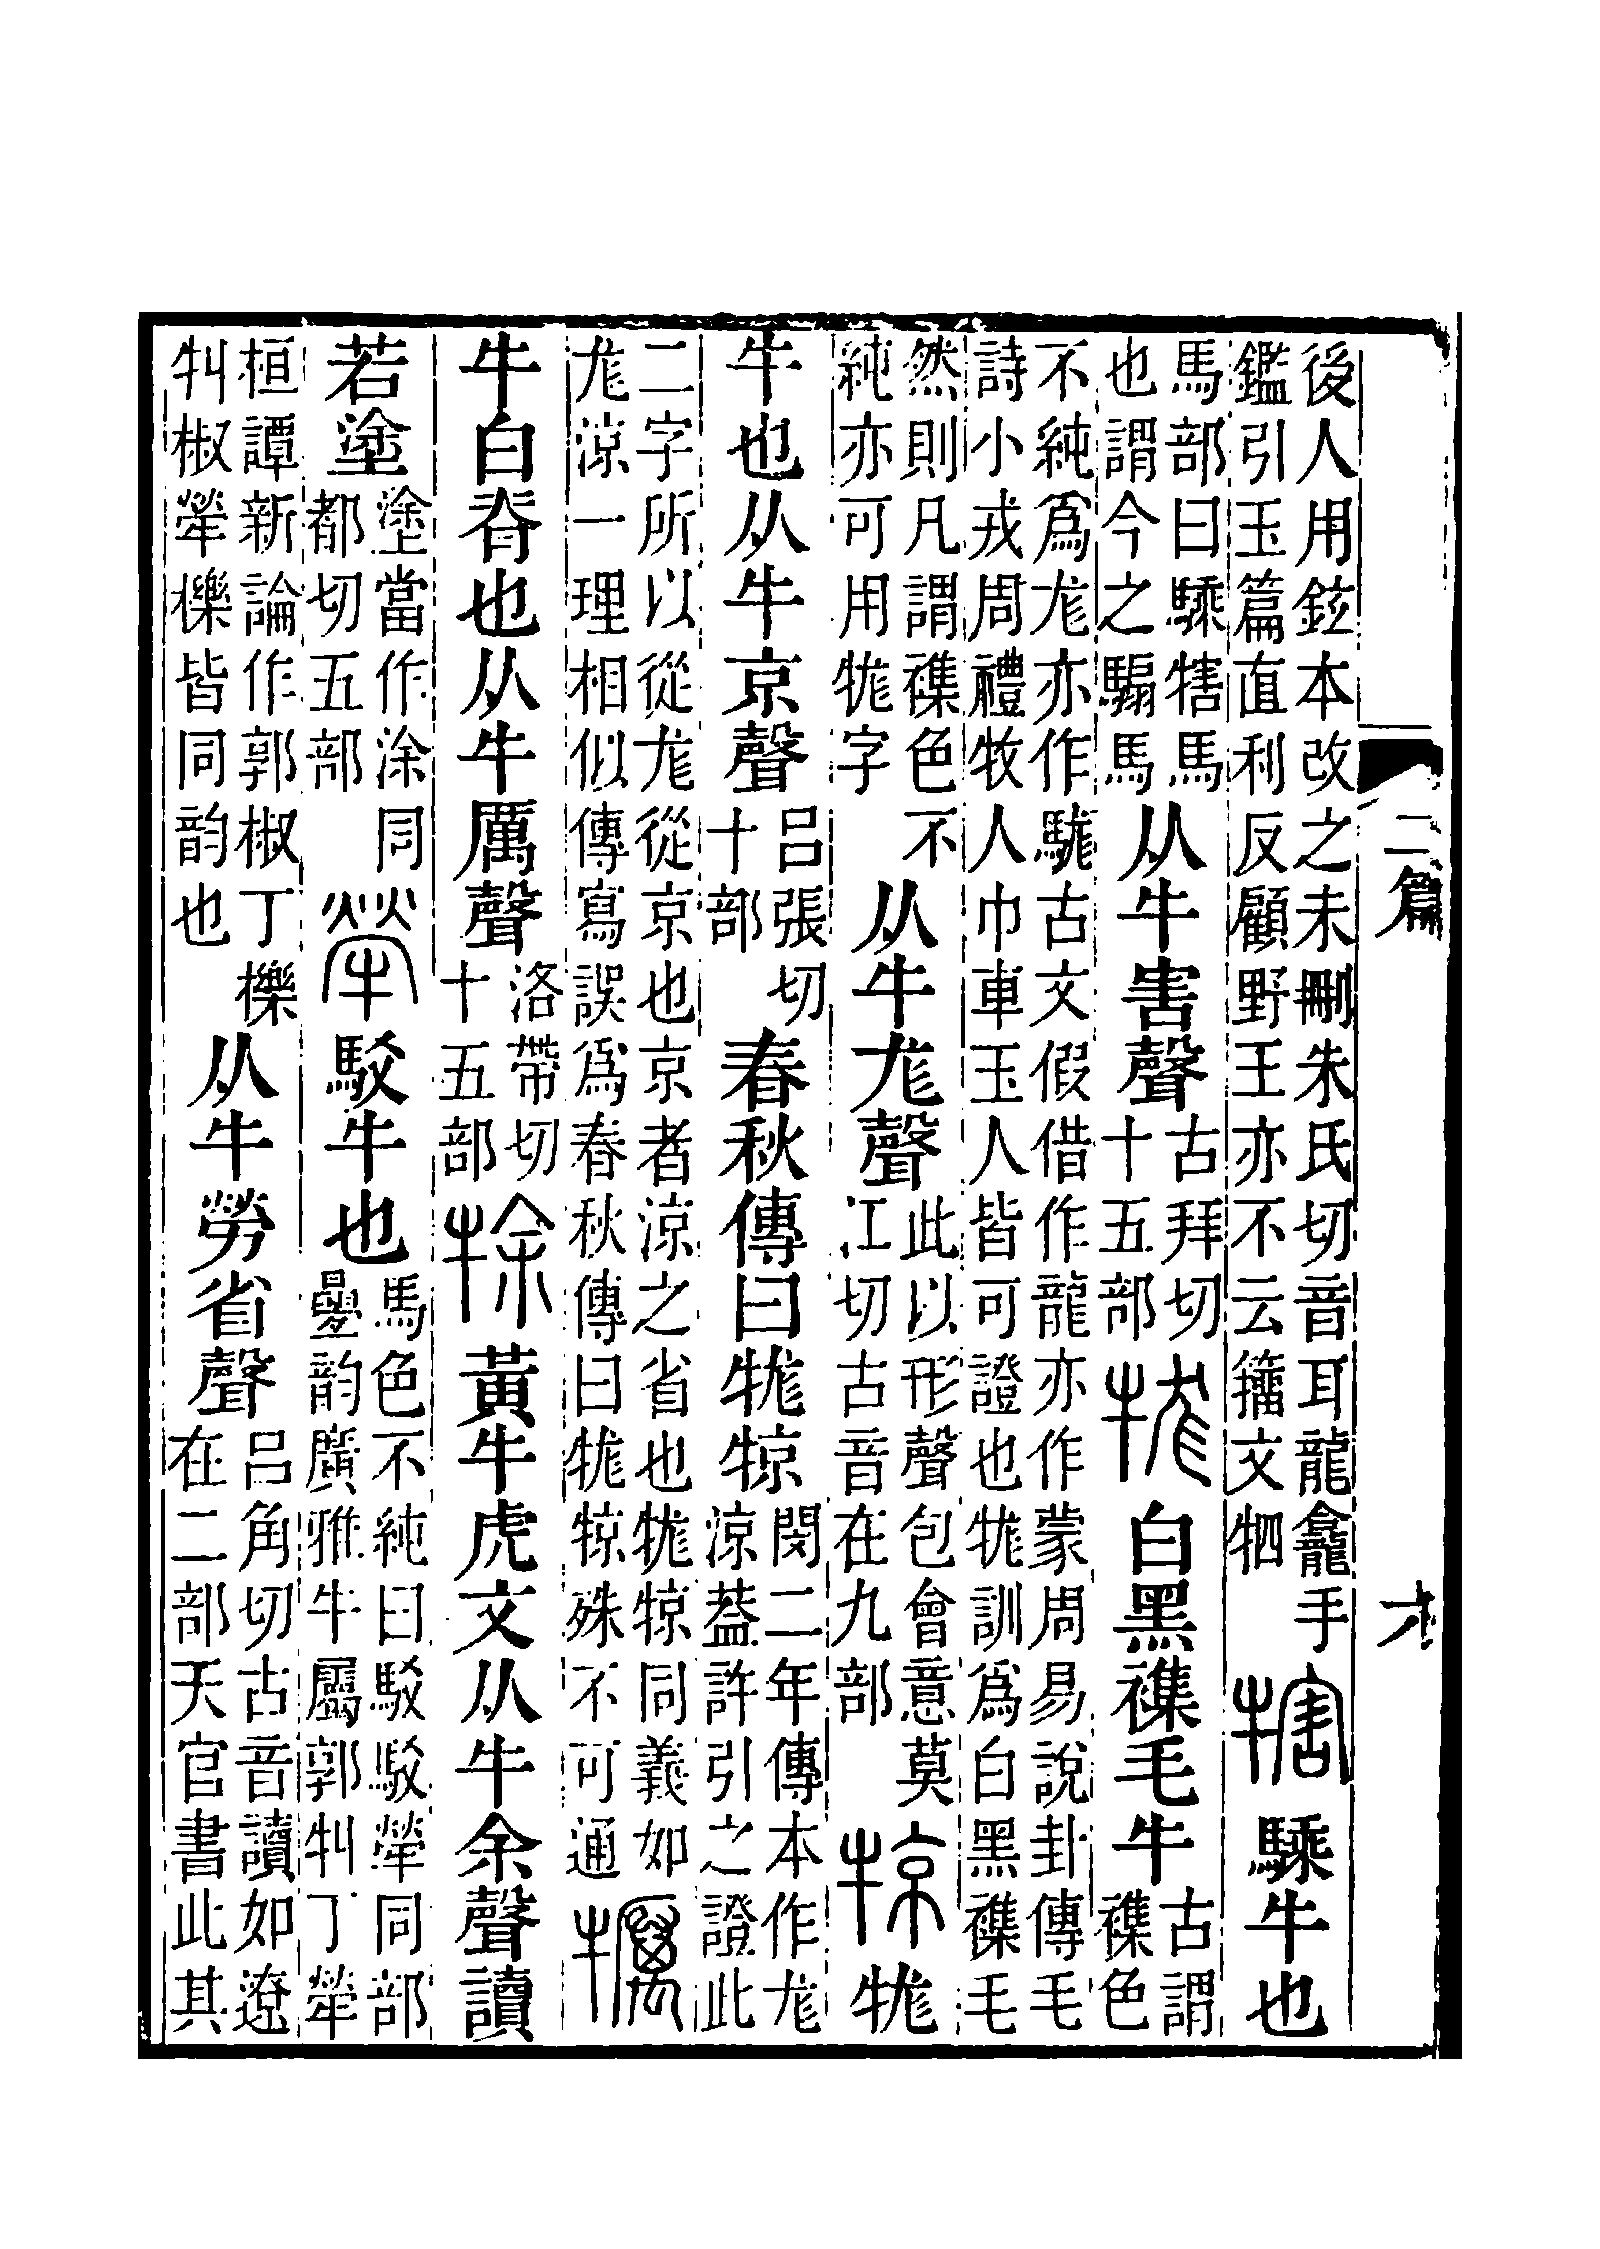 二篇 六
後人用鉉本改之未刪朱氏切音耳龍龕手
鑑引玉篇直利反顧野王亦不云籒文牭
犗 騬牛也
馬部曰騬犗馬
也謂今之騸馬
从牛害聲
古拜切
十五部
牻 白黑襍毛牛
古謂
襍色
不純爲尨亦作駹古文假借作龍亦作蒙周易說卦傳毛
詩小戎周禮牧人巾車玉人皆可證也牻訓爲白黑襍毛
然則凡謂襍色不
純亦可用牻字
从牛尨聲
此以形聲包會意莫
江切古音在九部
㹁 牻
牛也从牛京聲
呂張切
十部
春秋傳曰牻㹁
閔二年傳本作尨
涼葢許引之證此
二字所以從尨從京也京者涼之省也牻㹁同義如
尨涼一理相似傳寫誤爲春秋傳曰牻㹁殊不可通
犡
牛白脊也从牛厲聲
洛帶切
十五部
𤙛 黃牛虎文从牛余聲讀
若塗
塗當作涂同
都切五部
犖 駁牛也
馬色不純曰駁駁犖同部
曡韵廣雅牛屬郭㸫丁犖
桓譚新論作郭椒丁櫟
㸫椒犖櫟皆同韵也
从牛勞省聲
呂角切古音讀如遼
在二部天官書此其